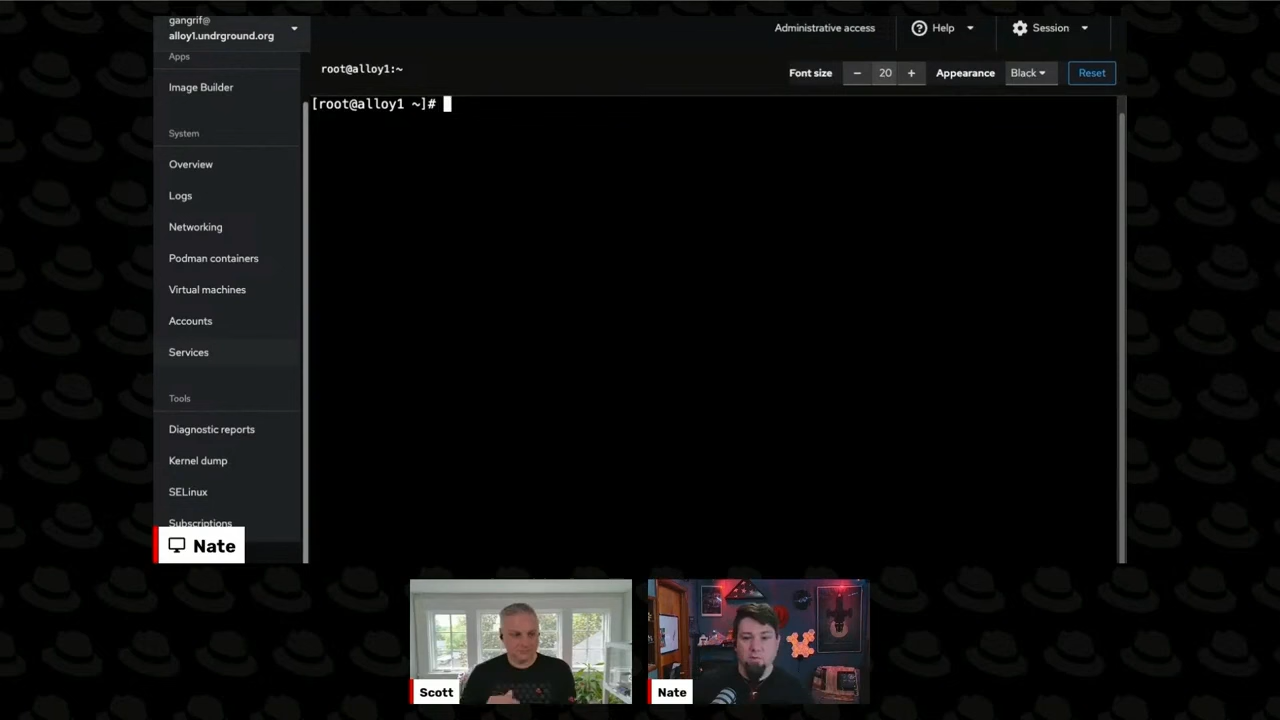 gangrif@
alloy1.undrground.org
Administrative access
Help
Session
Apps
Image Builder
System
Overview
Logs
Networking
Podman containers
Virtual machines
Accounts
Services
Tools
Diagnostic reports
Kernel dump
SELinux
Subscriptions
root@alloy1:~
Font size
20
Appearance
Black
Reset
[root@alloy1 ~]#
Nate
Scott
Nate